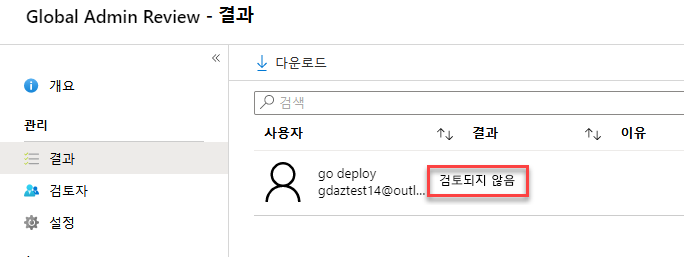 Global Admin Review - 결과
«
개요
다운로드
검색
관리
사용자 결과 이유
결과
go deploy
gdaztest14@outl...
검토되지 않음
검토자
설정